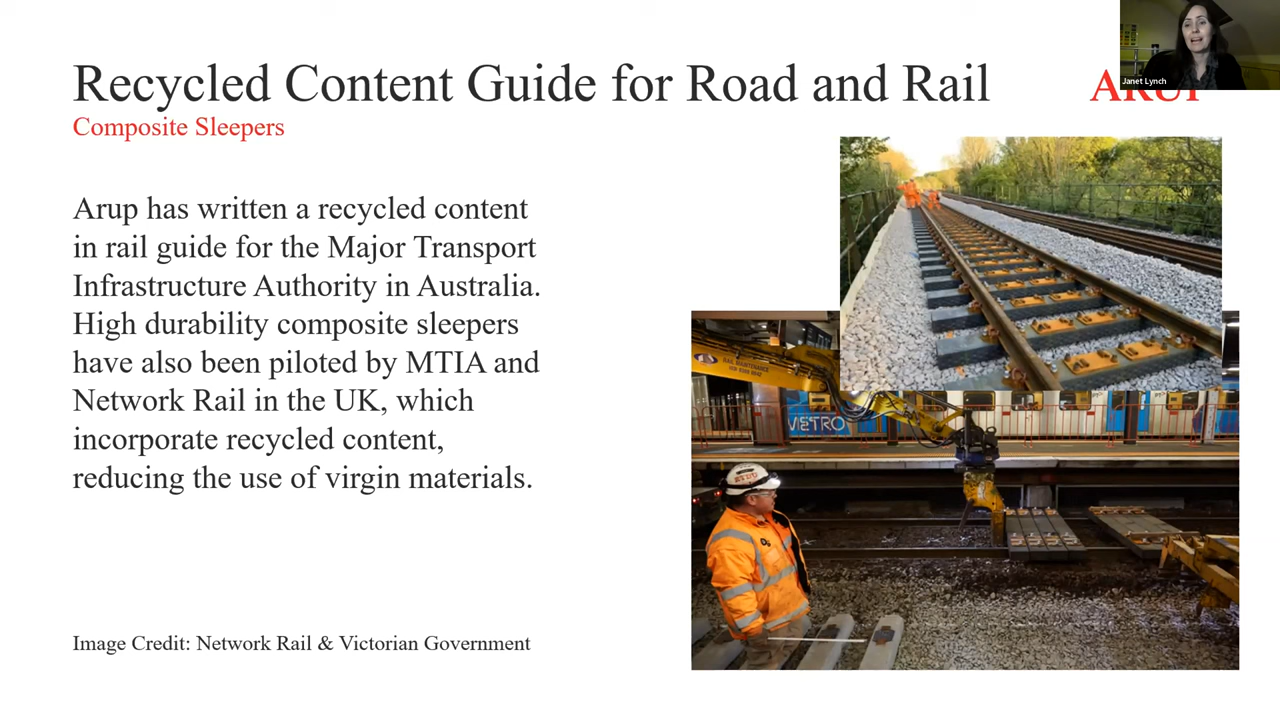 Recycled Content Guide for Road and Rail
ARUP
Janet Lynch
Composite Sleepers
Arup has written a recycled content
in rail guide for the Major Transport
Infrastructure Authority in Australia.
High durability composite sleepers
have also been piloted by MTIA and
Network Rail in the UK, which
incorporate recycled content,
reducing the use of virgin materials.
RAIL MAINTENANCE
METRO
Image Credit: Network Rail & Victorian Government